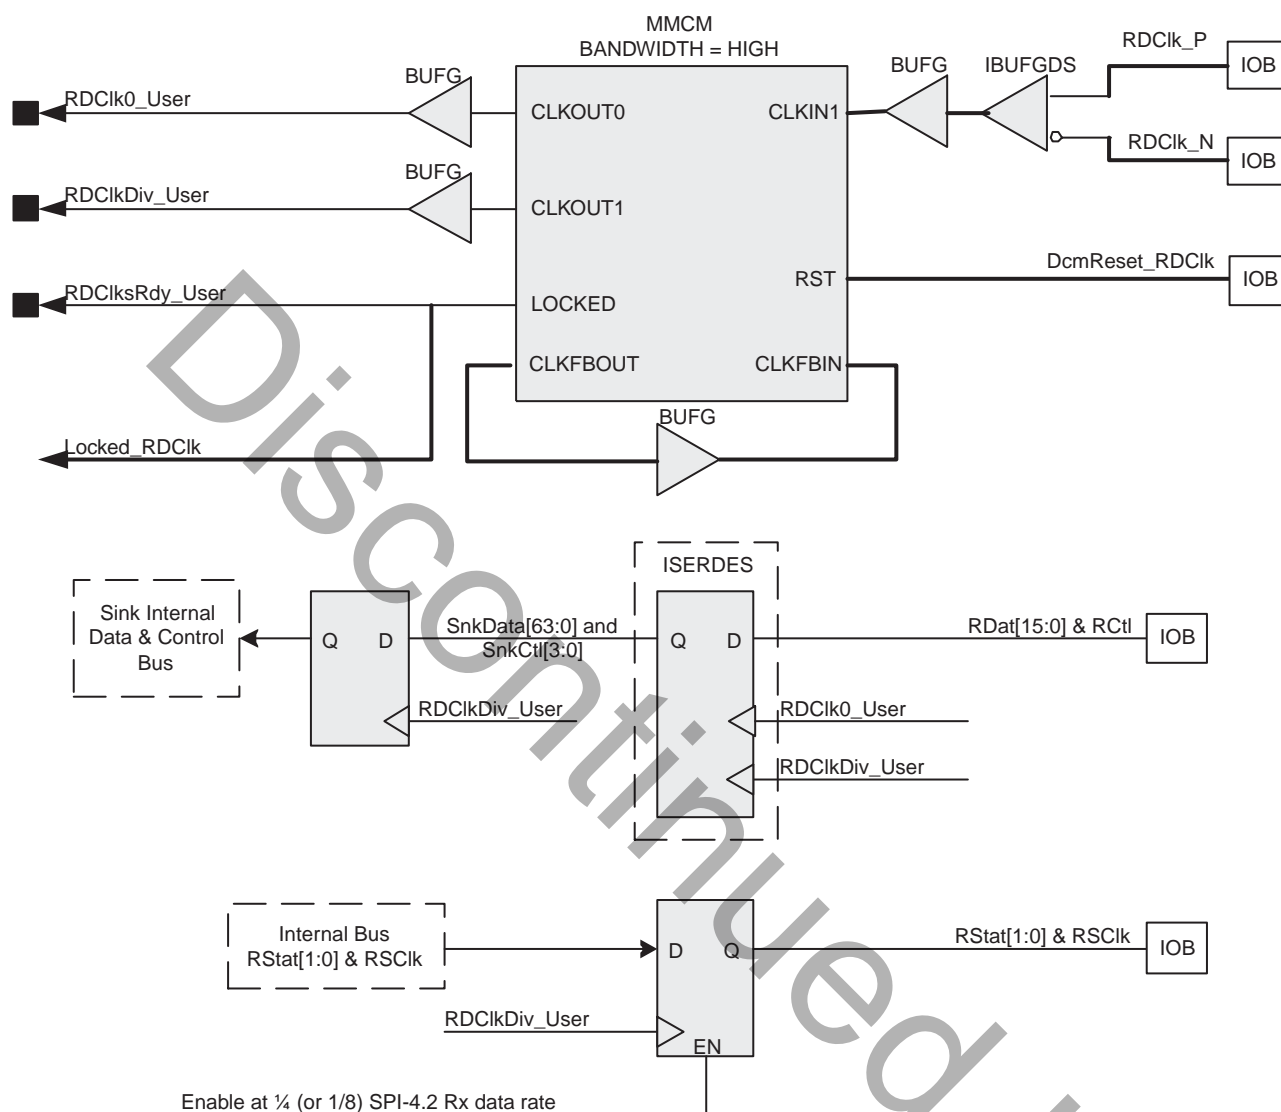 MMCM
BANDWIDTH = HIGH
RDClk_P
BUFG
BUFG
IBUFGDS
IOB
RDClk0_User
CLKOUT0
CLKIN1
RDClk_N
IOB
BUFG
RDClkDiv_User
CLKOUT1
DcmReset_RDClk
RST
IOB
RDClksRdy_User
LOCKED
CLKFBOUT
CLKFBIN
BUFG
Locked_RDClk
ISERDES
Sink Internal
Data & Control
Bus
Q
D
SnkData[63:0] and
SnkCtl[3:0]
Q
D
RDat[15:0] & RCtl
IOB
RDClkDiv_User
RDClk0_User
RDClkDiv_User
Internal Bus
RStat[1:0] & RSClk
D
Q
RStat[1:0] & RSClk
IOB
RDClkDiv_User
EN
Enable at ¼ (or 1/8) SPI-4.2 Rx data rate
Discontinued